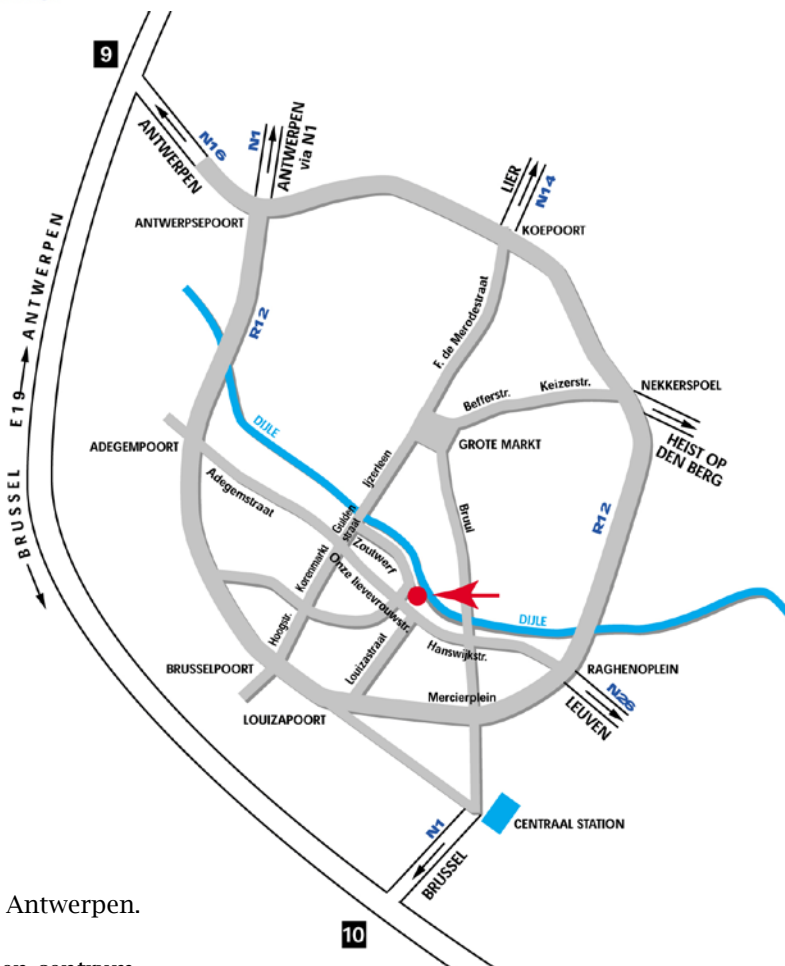 9
N16
ANTWERPEN
N1
ANTWERPEN
via N1
LIER
N14
ANTWERPSEPOORT
KOEPOORT
BRUSSEL E19 ANTWERPEN
R12
F. de Merodestraat
Befferstr.
Keizerstr.
NEKKERSPOEL
HEIST OP
DEN BERG
DIJLE
GROTE MARKT
ADEGEMPOORT
Adegemstraat
Ijzerleen
Gulden
straat
Bruul
R12
Zoutwerf
Korenmarkt
Onze lievevrouwstr.
DIJLE
Hoogstr.
Louizastraat
Hanswijkstr.
BRUSSELPOORT
RAGHENOPLEIN
N26
LEUVEN
Mercierplein
LOUIZAPOORT
CENTRAAL STATION
N1
BRUSSEL
Antwerpen.
10